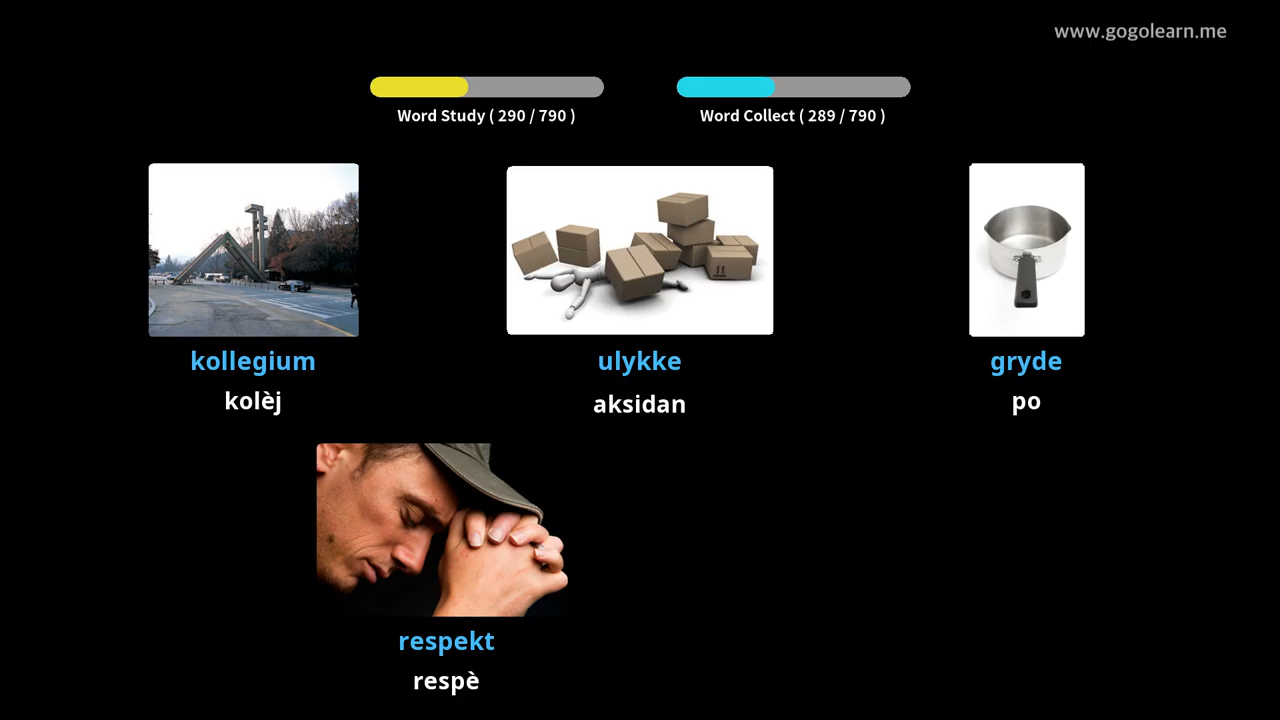 www.gogolearn.me
Word Study ( 290 / 790 )
Word Collect ( 289 / 790 )
kollegium
kolèj
ulykke
aksidan
gryde
po
respekt
respè